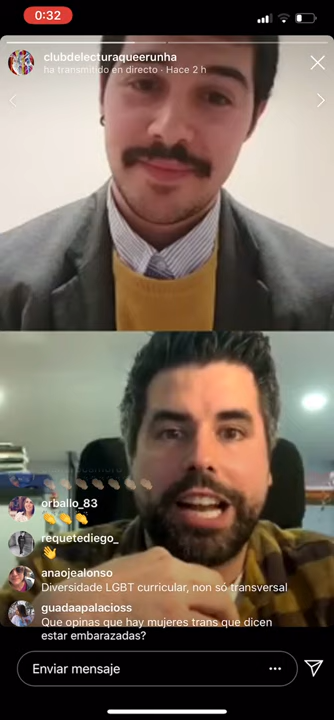 0:32
clubdelecturaqueerunha
ha transmitido en directo · Hace 2 h
👏🏽👏🏽👏🏽👏🏽👏🏽👏🏽👏🏽
orballo_83
👏👏👏
requetediego_
👋
anaojealonso
Diversidade LGBT curricular, non só transversal
guadaapalacioss
Que opinas que hay mujeres trans que dicen
estar embarazadas?
Enviar mensaje